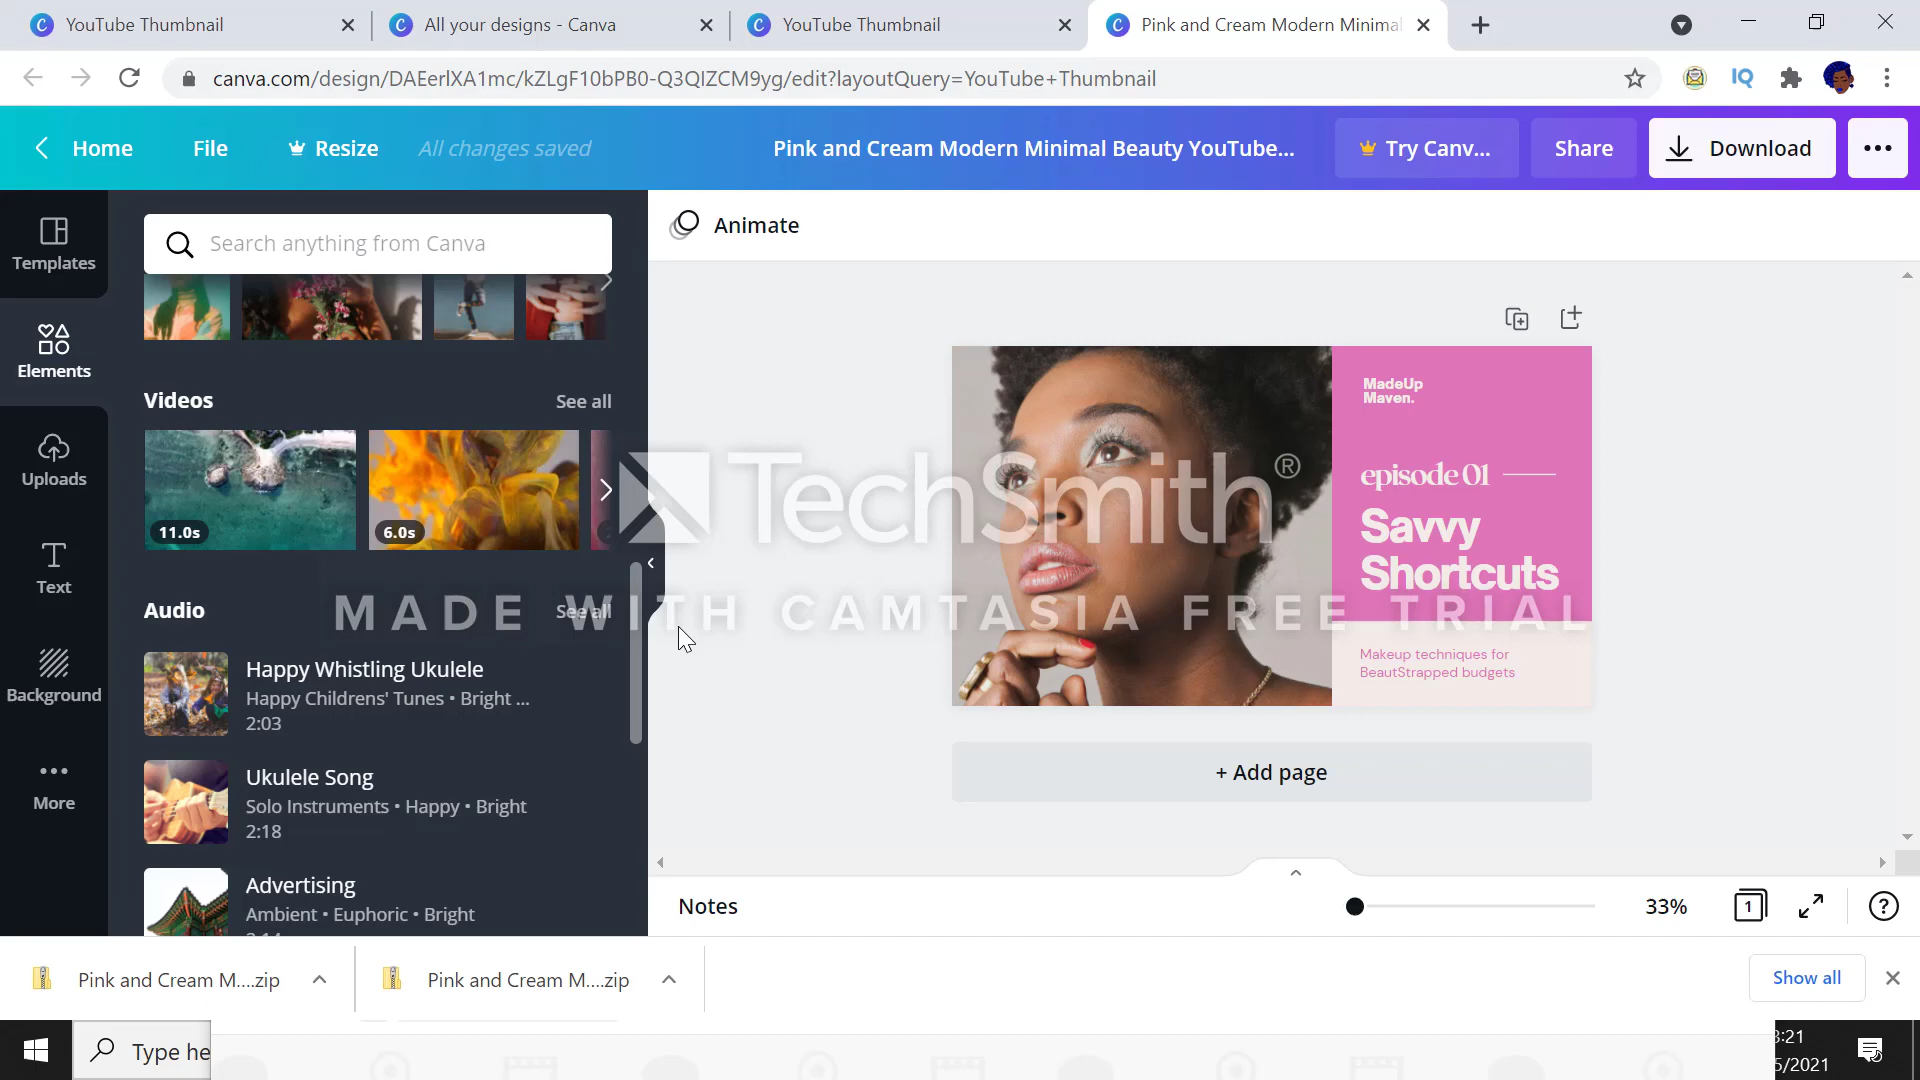 YouTube Thumbnail
All your designs - Canva
YouTube Thumbnail
Pink and Cream Modern Minimal
canva.com/design/DAEerlXA1mc/kZLgF10bPB0-Q3QIZCM9yg/edit?layoutQuery=YouTube+Thumbnail
IQ
Home
File
Resize
All changes saved
Pink and Cream Modern Minimal Beauty YouTube...
Try Canv...
Share
Download
Templates
Elements
Uploads
Text
Background
More
Search anything from Canva
Videos
See all
11.0s
6.0s
Audio
See all
Happy Whistling Ukulele
Happy Childrens' Tunes • Bright ...
2:03
Ukulele Song
Solo Instruments • Happy • Bright
2:18
Advertising
Ambient • Euphoric • Bright
Animate
MadeUp
Maven.
episode 01
Savvy
Shortcuts
Makeup techniques for
BeautStrapped budgets
TechSmith®
MADE WITH CAMTASIA FREE TRIAL
+ Add page
Notes
33%
1
Pink and Cream M....zip
Pink and Cream M....zip
Show all
Type he
:21
5/2021